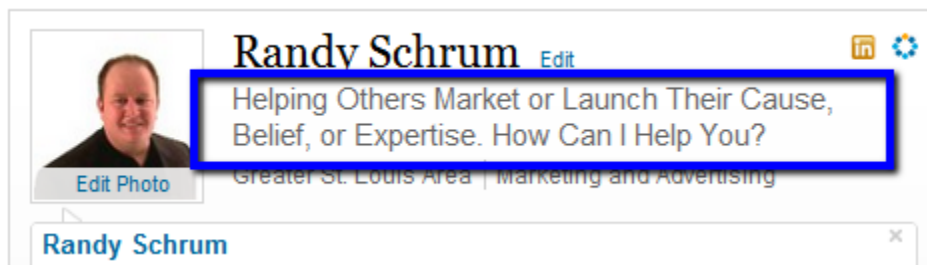 Randy Schrum Edit
in
Helping Others Market or Launch Their Cause,
Belief, or Expertise. How Can I Help You?
Greater St. Louis Area | Marketing and Advertising
Edit Photo
Randy Schrum